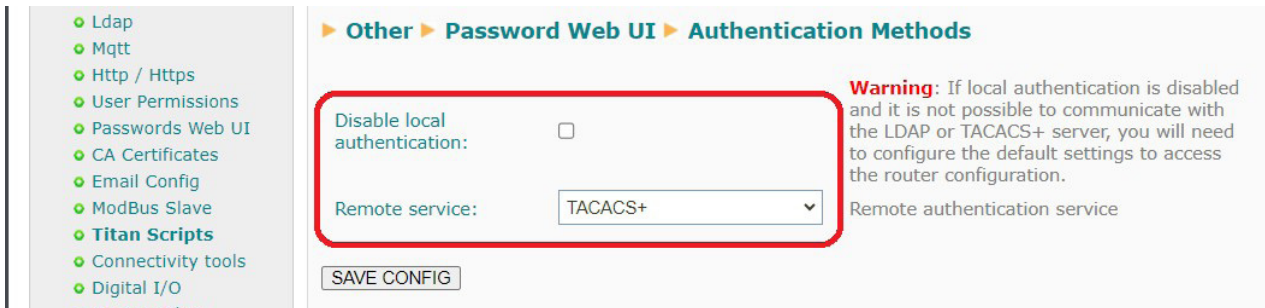 Ldap
Mqtt
Http / Https
User Permissions
Passwords Web UI
CA Certificates
Email Config
ModBus Slave
Titan Scripts
Connectivity tools
Digital I/O
Other Password Web UI Authentication Methods
Disable local
authentication:
Warning: If local authentication is disabled
and it is not possible to communicate with
the LDAP or TACACS+ server, you will need
to configure the default settings to access
the router configuration.
Remote service:
TACACS+
Remote authentication service
SAVE CONFIG